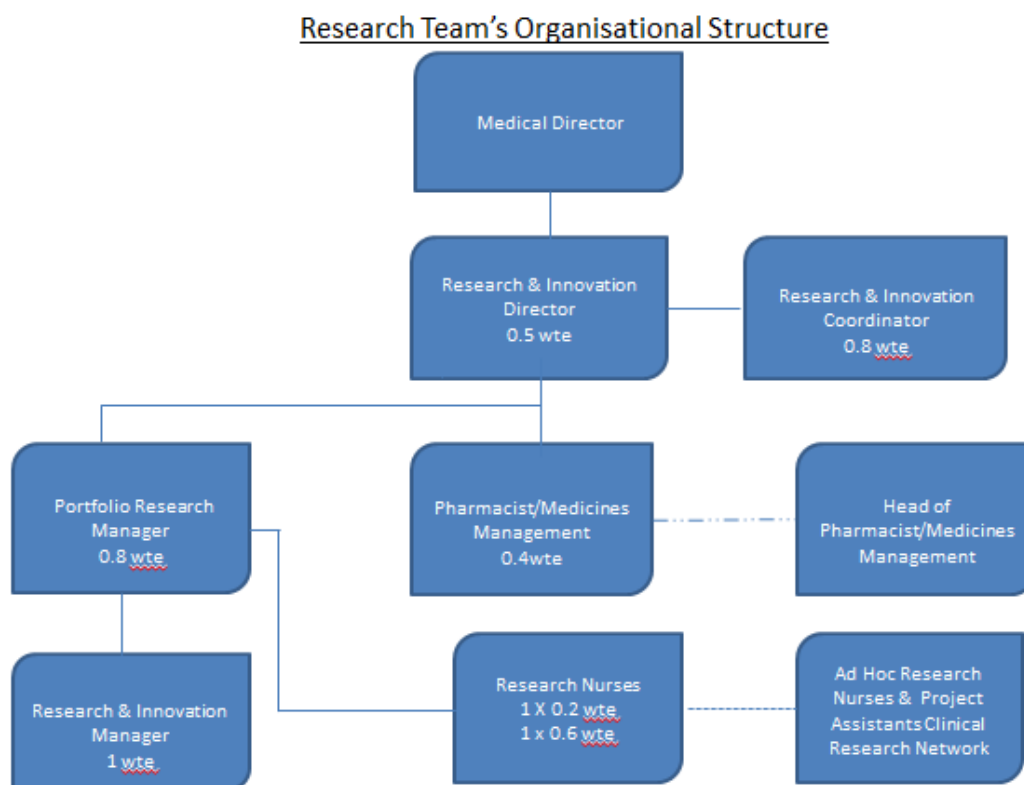 Research Team's Organisational Structure
Medical Director
Research & Innovation
Director
0.5 wte
Research & Innovation
Coordinator
0.8 wte
Portfolio Research
Manager
0.8 wte
Pharmacist/Medicines
Management
0.4wte
Head of
Pharmacist/Medicines
Management
Research & Innovation
Manager
1 wte
Research Nurses
1 X 0.2 wte
1 x 0.6 wte
Ad Hoc Research
Nurses & Project
Assistants Clinical
Research Network